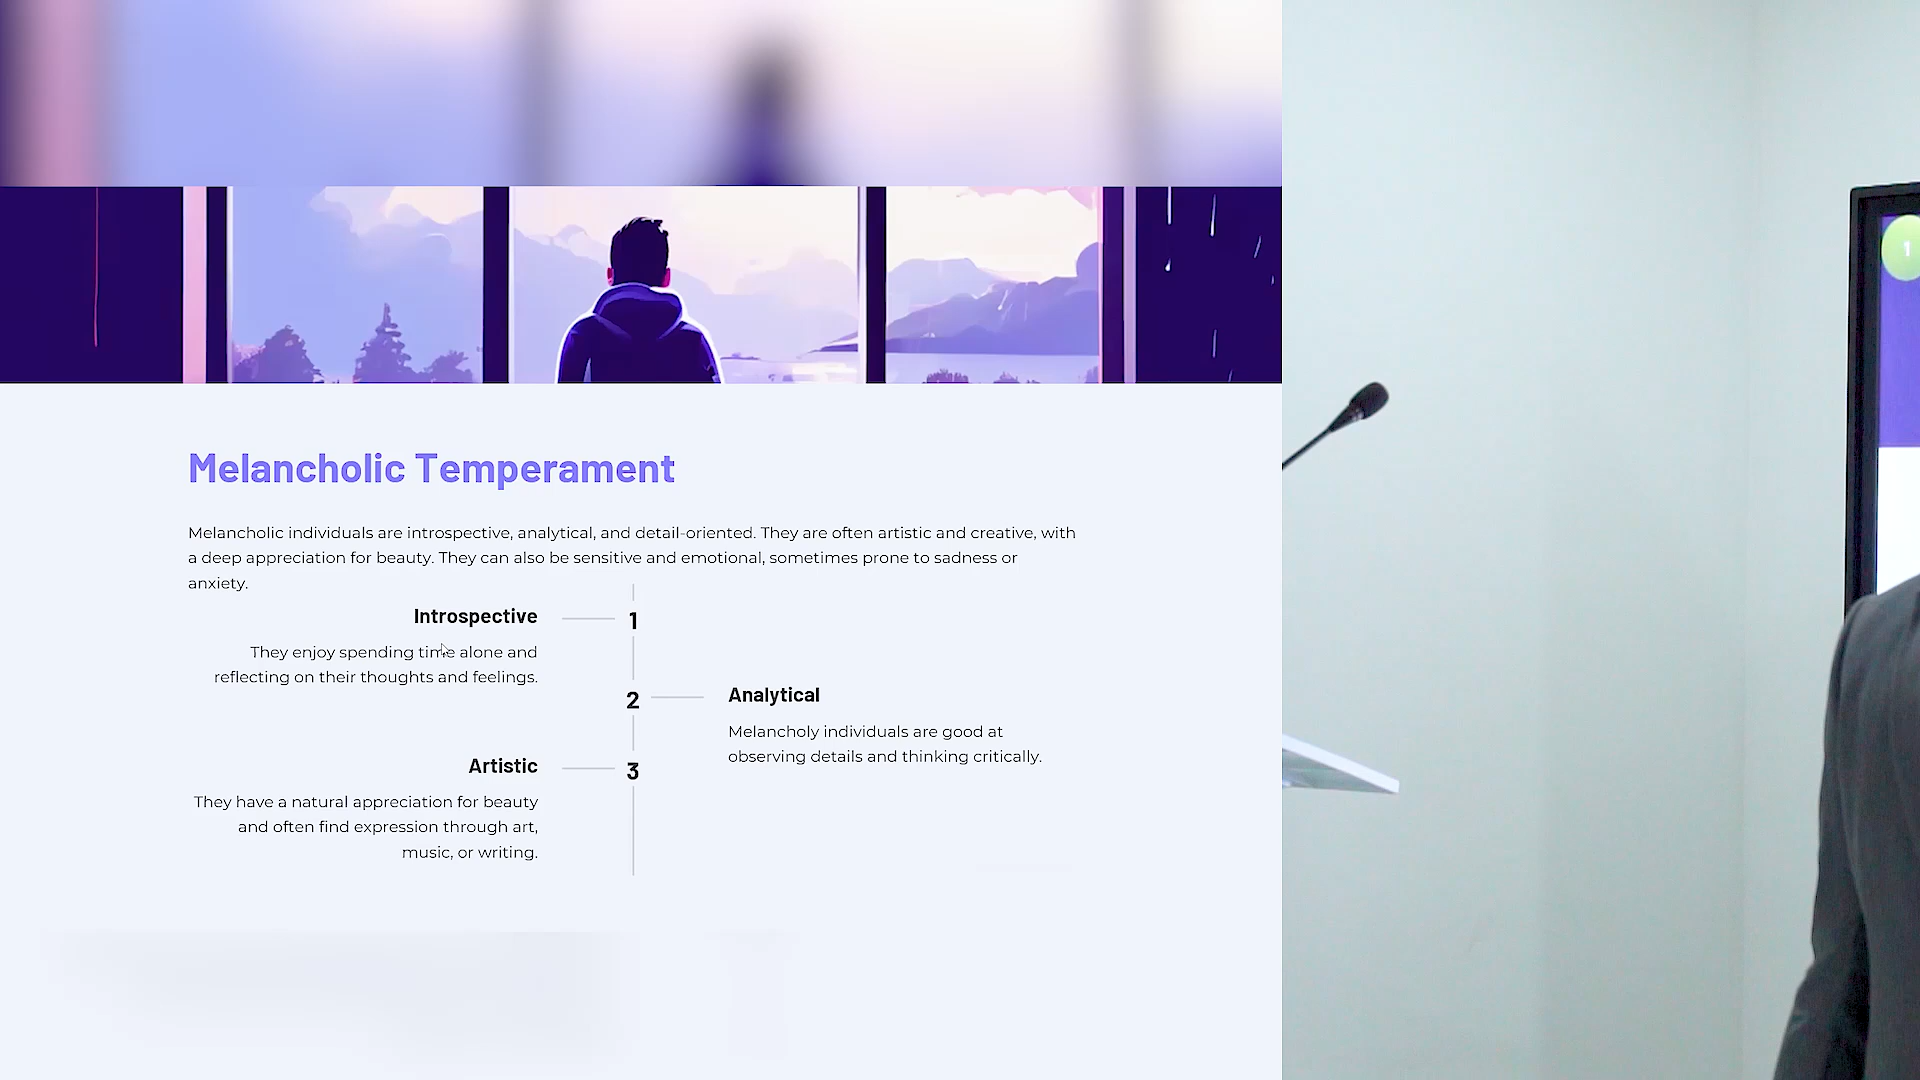 Melancholic Temperament
Melancholic individuals are introspective, analytical, and detail-oriented. They are often artistic and creative, with
a deep appreciation for beauty. They can also be sensitive and emotional, sometimes prone to sadness or
anxiety.
Introspective
1
They enjoy spending time alone and
reflecting on their thoughts and feelings.
2
Analytical
Melancholy individuals are good at
observing details and thinking critically.
Artistic
3
They have a natural appreciation for beauty
and often find expression through art,
music, or writing.
1